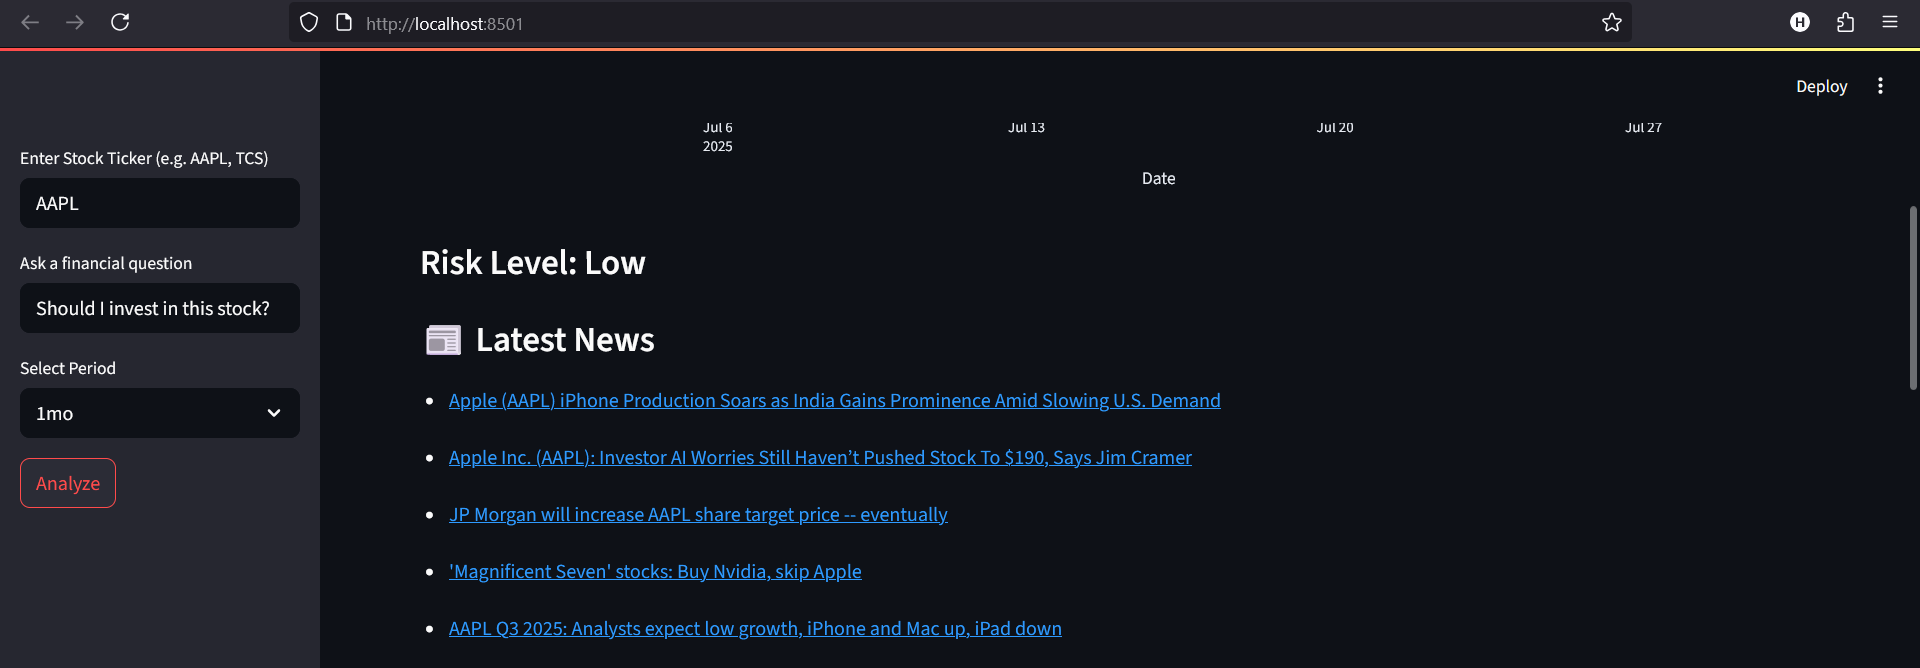 http://localhost:8501
H
Deploy
Enter Stock Ticker (e.g. AAPL, TCS)
AAPL
Ask a financial question
Should I invest in this stock?
Select Period
1mo
Analyze
Jul 6 Jul 13 Jul 20 Jul 27
2025
Date
Risk Level: Low
Latest News
Apple (AAPL) iPhone Production Soars as India Gains Prominence Amid Slowing U.S. Demand
Apple Inc. (AAPL): Investor AI Worries Still Haven’t Pushed Stock To $190, Says Jim Cramer
JP Morgan will increase AAPL share target price -- eventually
'Magnificent Seven' stocks: Buy Nvidia, skip Apple
AAPL Q3 2025: Analysts expect low growth, iPhone and Mac up, iPad down